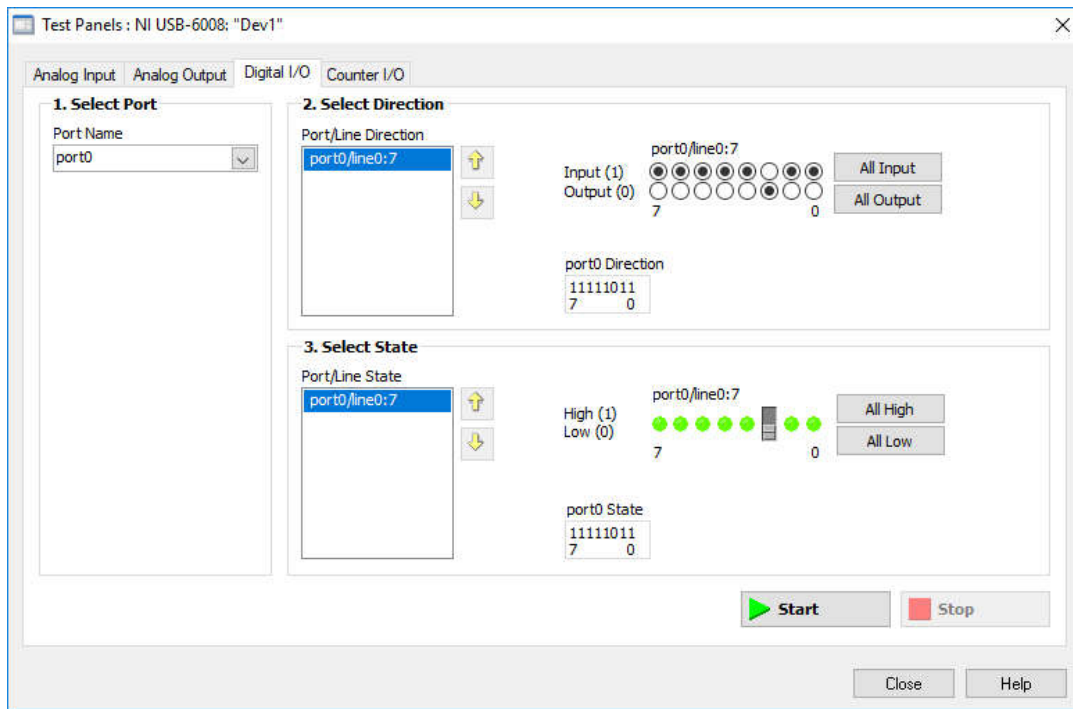 Test Panels : NI USB-6008: "Dev1"
Analog Input Analog Output Digital I/O Counter I/O
1. Select Port
Port Name
port0
2. Select Direction
Port/Line Direction
port0/line0:7
port0/line0:7
Input (1)
Output (0)
7 0
All Input
All Output
port0 Direction
11111011
7 0
3. Select State
Port/Line State
port0/line0:7
port0/line0:7
High (1)
Low (0)
7 0
All High
All Low
port0 State
11111011
7 0
Start
Stop
Close
Help